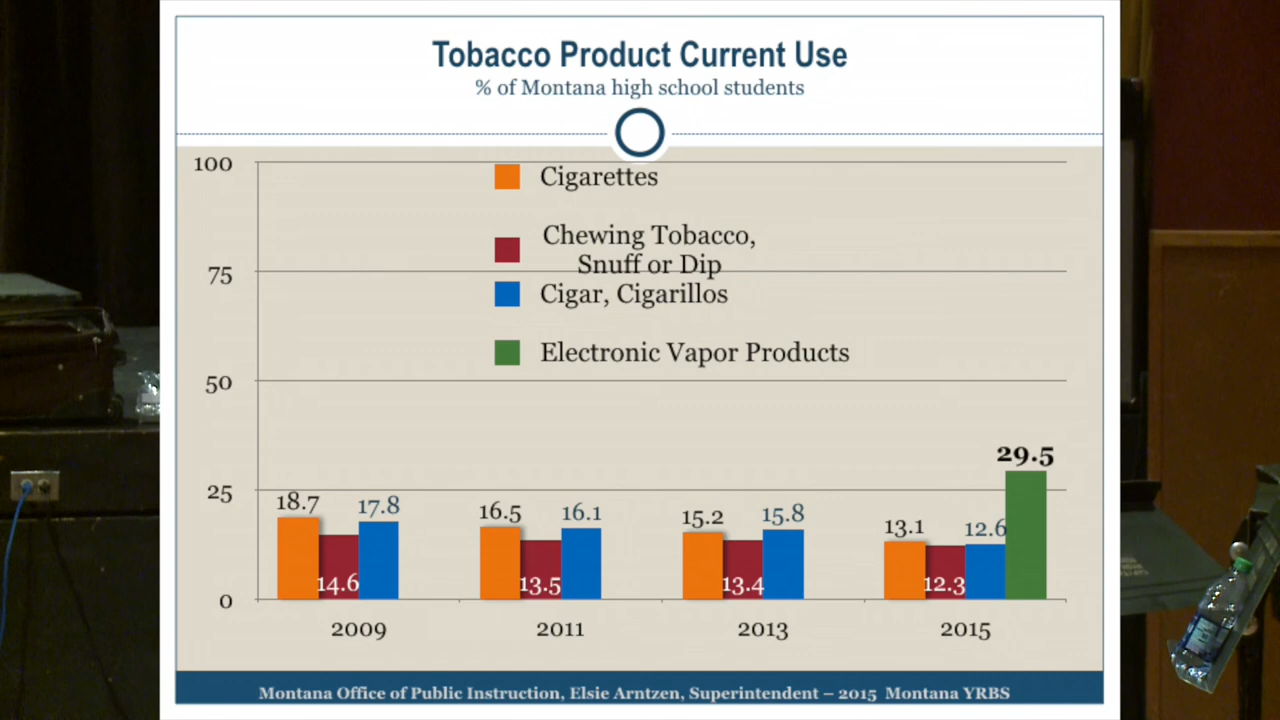 Tobacco Product Current Use
% of Montana high school students
100
75
50
25
0
Cigarettes
Chewing Tobacco,
Snuff or Dip
Cigar, Cigarillos
Electronic Vapor Products
18.7
14.6
17.8
16.5
13.5
16.1
15.2
13.4
15.8
13.1
12.3
12.6
29.5
2009
2011
2013
2015
Montana Office of Public Instruction, Elsie Arntzen, Superintendent – 2015 Montana YRBS